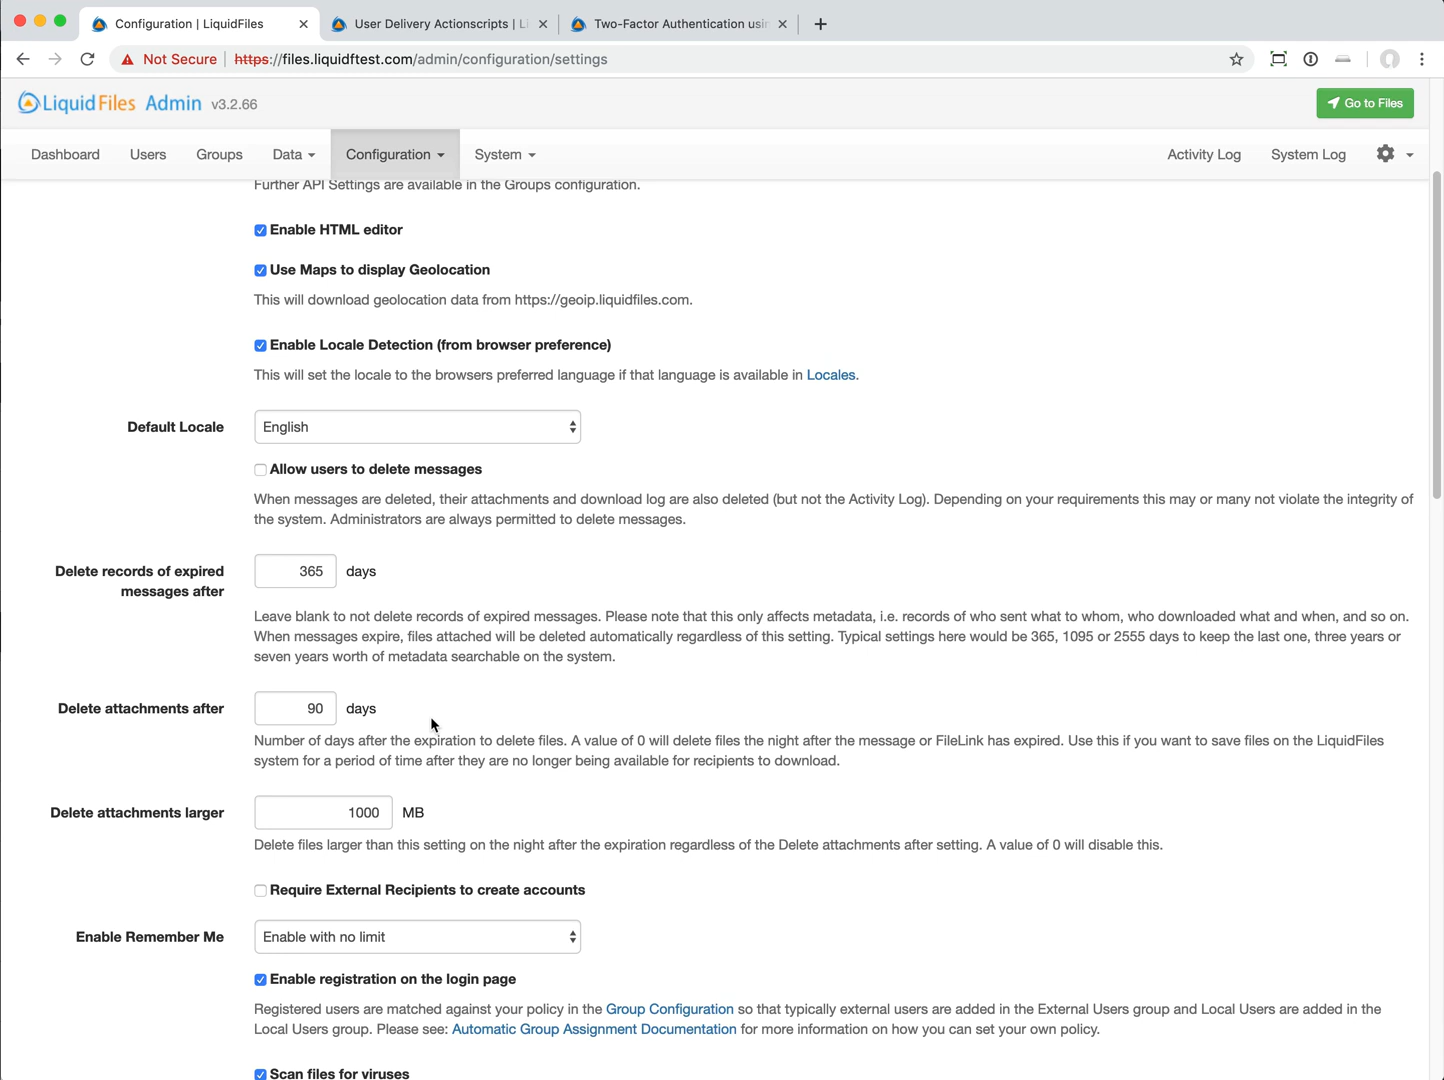 Configuration | LiquidFiles
User Delivery Actionscripts | Li
Two-Factor Authentication usin
Not Secure
https://files.liquidftest.com/admin/configuration/settings
LiquidFiles Admin v3.2.66
Go to Files
Dashboard
Users
Groups
Data
Configuration
System
Activity Log
System Log
Further API Settings are available in the Groups configuration.
Enable HTML editor
Use Maps to display Geolocation
This will download geolocation data from https://geoip.liquidfiles.com.
Enable Locale Detection (from browser preference)
This will set the locale to the browsers preferred language if that language is available in Locales.
Default Locale
English
Allow users to delete messages
When messages are deleted, their attachments and download log are also deleted (but not the Activity Log). Depending on your requirements this may or many not violate the integrity of
the system. Administrators are always permitted to delete messages.
Delete records of expired
messages after
365 days
Leave blank to not delete records of expired messages. Please note that this only affects metadata, i.e. records of who sent what to whom, who downloaded what and when, and so on.
When messages expire, files attached will be deleted automatically regardless of this setting. Typical settings here would be 365, 1095 or 2555 days to keep the last one, three years or
seven years worth of metadata searchable on the system.
Delete attachments after
90 days
Number of days after the expiration to delete files. A value of 0 will delete files the night after the message or FileLink has expired. Use this if you want to save files on the LiquidFiles
system for a period of time after they are no longer being available for recipients to download.
Delete attachments larger
1000 MB
Delete files larger than this setting on the night after the expiration regardless of the Delete attachments after setting. A value of 0 will disable this.
Require External Recipients to create accounts
Enable Remember Me
Enable with no limit
Enable registration on the login page
Registered users are matched against your policy in the Group Configuration so that typically external users are added in the External Users group and Local Users are added in the
Local Users group. Please see: Automatic Group Assignment Documentation for more information on how you can set your own policy.
Scan files for viruses